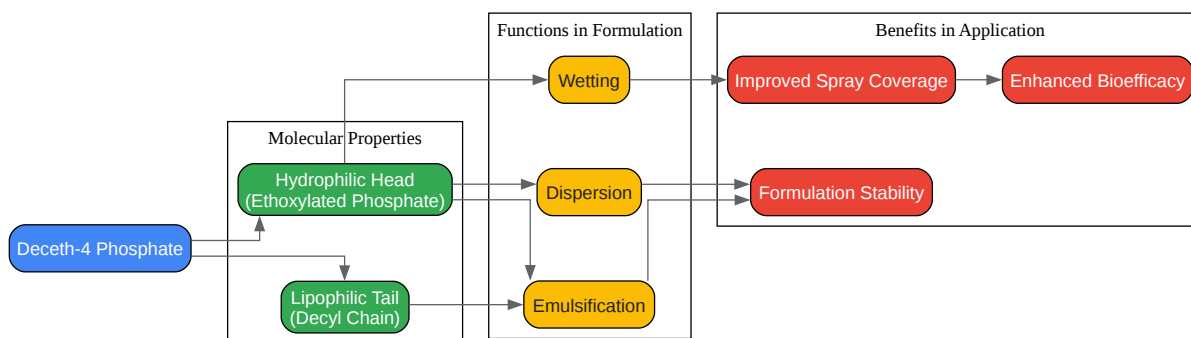 Functions in Formulation
Benefits in Application
Wetting
Improved Spray Coverage
Enhanced Bioefficacy
Molecular Properties
Hydrophilic Head
(Ethoxylated Phosphate)
Dispersion
Formulation Stability
Deceth-4 Phosphate
Lipophilic Tail
(Decyl Chain)
Emulsification